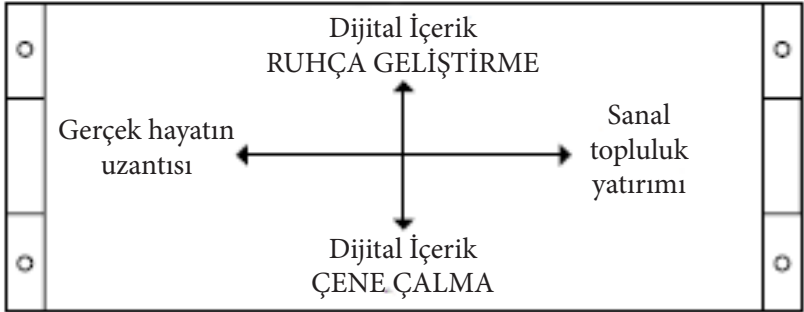 Dijital İçerik
RUHÇA GELİŞTİRME
Gerçek hayatın
uzantısı
Sanal
topluluk
yatırımı
Dijital İçerik
ÇENE ÇALMA